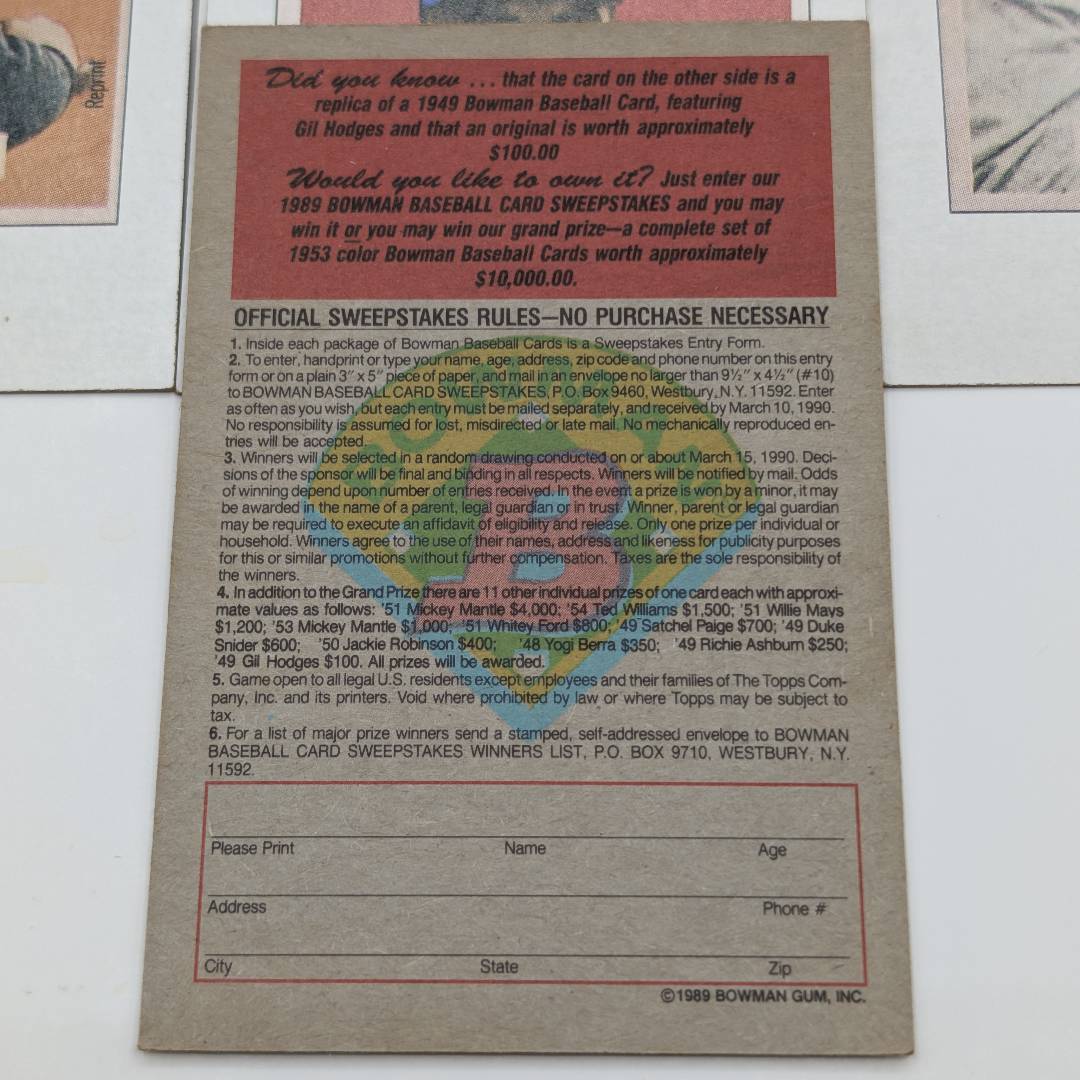 Reprint
Did you know ... that the card on the other side is a
replica of a 1949 Bowman Baseball Card, featuring
Gil Hodges and that an original is worth approximately
$100.00
Would you like to own it? Just enter our
1989 BOWMAN BASEBALL CARD SWEEPSTAKES and you may
win it or you may win our grand prize—a complete set of
1953 color Bowman Baseball Cards worth approximately
$10,000.00.
OFFICIAL SWEEPSTAKES RULES—NO PURCHASE NECESSARY
1. Inside each package of Bowman Baseball Cards is a Sweepstakes Entry Form.
2. To enter, handprint or type your name, age, address, zip code and phone number on this entry
form or on a plain 3" x 5" piece of paper, and mail in an envelope no larger than 9½" x 4½" (#10)
to BOWMAN BASEBALL CARD SWEEPSTAKES, P.O. Box 9460, Westbury, N.Y. 11592. Enter
as often as you wish, but each entry must be mailed separately, and received by March 10, 1990.
No responsibility is assumed for lost, misdirected or late mail. No mechanically reproduced en-
tries will be accepted.
3. Winners will be selected in a random drawing conducted on or about March 15, 1990. Deci-
sions of the sponsor will be final and binding in all respects. Winners will be notified by mail. Odds
of winning depend upon number of entries received. In the event a prize is won by a minor, it may
be awarded in the name of a parent, legal guardian or in trust. Winner, parent or legal guardian
may be required to execute an affidavit of eligibility and release. Only one prize per individual or
household. Winners agree to the use of their names, address and likeness for publicity purposes
for this or similar promotions without further compensation. Taxes are the sole responsibility of
the winners.
4. In addition to the Grand Prize there are 11 other individual prizes of one card each with approxi-
mate values as follows: '51 Mickey Mantle $4,000; '54 Ted Williams $1,500; '51 Willie Mays
$1,200; '53 Mickey Mantle $1,000; '51 Whitey Ford $800; '49 Satchel Paige $700; '49 Duke
Snider $600; '50 Jackie Robinson $400; '48 Yogi Berra $350; '49 Richie Ashburn $250;
'49 Gil Hodges $100. All prizes will be awarded.
5. Game open to all legal U.S. residents except employees and their families of The Topps Com-
pany, Inc. and its printers. Void where prohibited by law or where Topps may be subject to
tax.
6. For a list of major prize winners send a stamped, self-addressed envelope to BOWMAN
BASEBALL CARD SWEEPSTAKES WINNERS LIST, P.O. BOX 9710, WESTBURY, N.Y.
11592.
Please Print Name Age
Address Phone #
City State Zip
©1989 BOWMAN GUM, INC.